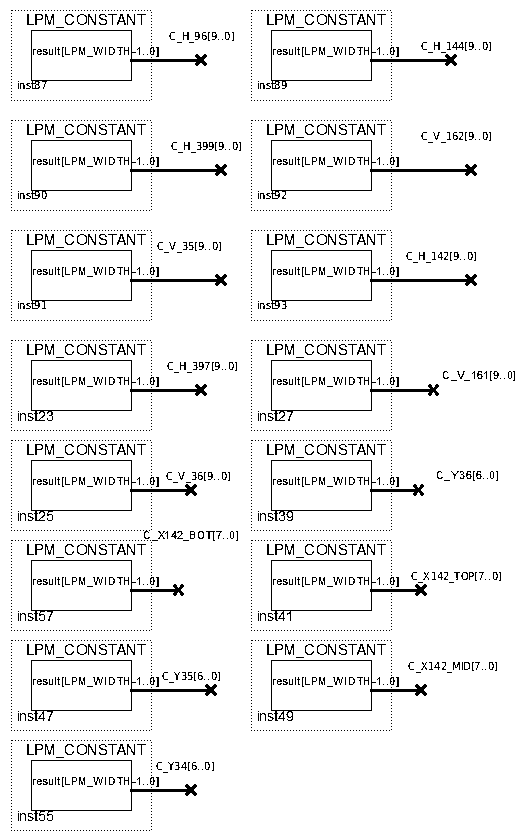 LPM_CONSTANT
C_H_96[9..0]
result[LPM_WIDTH-1..0]
inst87
LPM_CONSTANT
C_H_144[9..0]
result[LPM_WIDTH-1..0]
inst89
LPM_CONSTANT
C_H_399[9..0]
result[LPM_WIDTH-1..0]
inst90
LPM_CONSTANT
C_V_162[9..0]
result[LPM_WIDTH-1..0]
inst92
LPM_CONSTANT
C_V_35[9..0]
result[LPM_WIDTH-1..0]
inst91
LPM_CONSTANT
C_H_142[9..0]
result[LPM_WIDTH-1..0]
inst93
LPM_CONSTANT
C_H_397[9..0]
result[LPM_WIDTH-1..0]
inst23
LPM_CONSTANT
C_V_161[9..0]
result[LPM_WIDTH-1..0]
inst27
LPM_CONSTANT
C_V_36[9..0]
result[LPM_WIDTH-1..0]
inst25
LPM_CONSTANT
C_Y36[6..0]
result[LPM_WIDTH-1..0]
inst39
C_X142_BOT[7..0]
LPM_CONSTANT
result[LPM_WIDTH-1..0]
inst57
LPM_CONSTANT
C_X142_TOP[7..0]
result[LPM_WIDTH-1..0]
inst41
LPM_CONSTANT
C_Y35[6..0]
result[LPM_WIDTH-1..0]
inst47
LPM_CONSTANT
C_X142_MID[7..0]
result[LPM_WIDTH-1..0]
inst49
LPM_CONSTANT
C_Y34[6..0]
result[LPM_WIDTH-1..0]
inst55